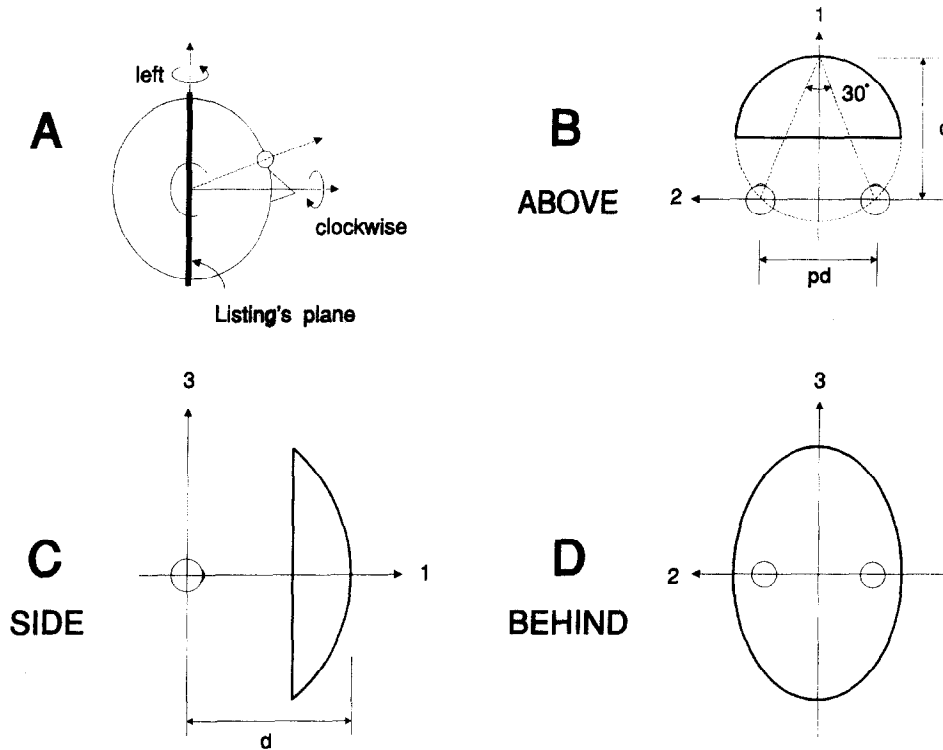 left
A
clockwise
Listing's plane
1
30°
B
ABOVE
2
pd
3
C
SIDE
1
d
3
D
BEHIND
2